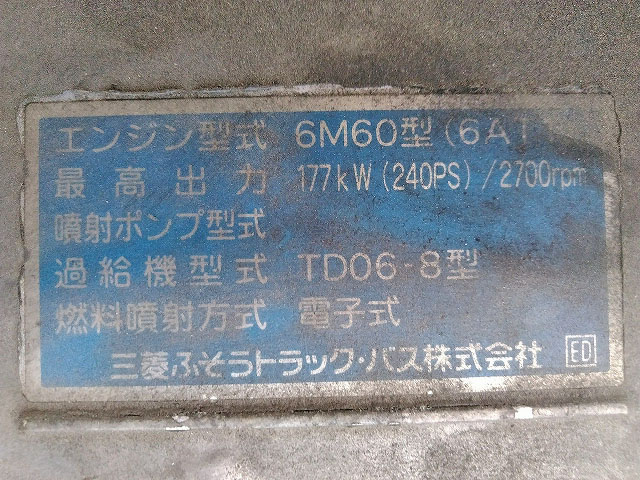 エンジン型式 6M60型(6A1
最高出力 177kW(240PS)/2700rpm
噴射ポンプ型式
過給機型式 TD06-8型
燃料噴射方式 電子式
三菱ふそうトラック・バス株式会社 ED